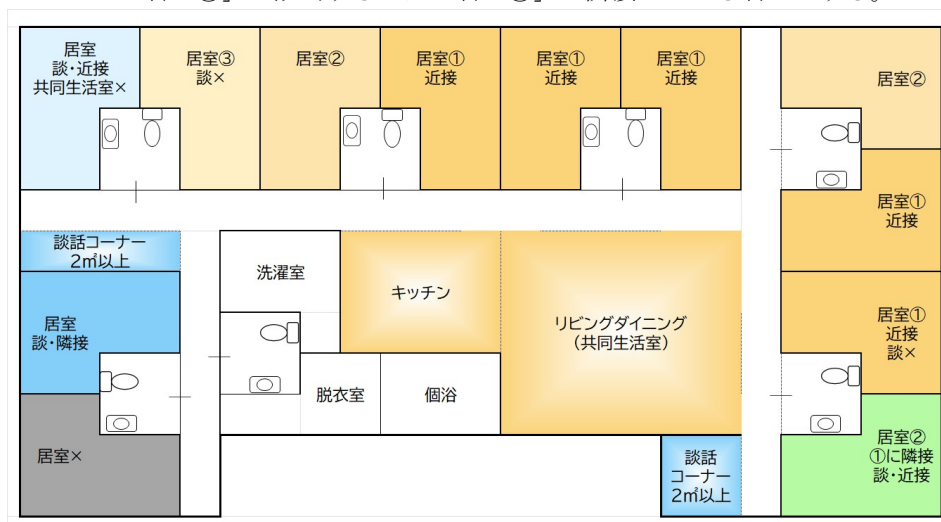 居室
談・近接
共同生活室×
居室③
談×
居室②
居室①
近接
居室①
近接
居室①
近接
居室②
居室①
近接
談話コーナー
2㎡以上
洗濯室
キッチン
リビングダイニング
（共同生活室）
居室
談・隣接
居室①
近接
談×
脱衣室
個浴
居室×
談話
コーナー
2㎡以上
居室②
①に隣接
談・近接